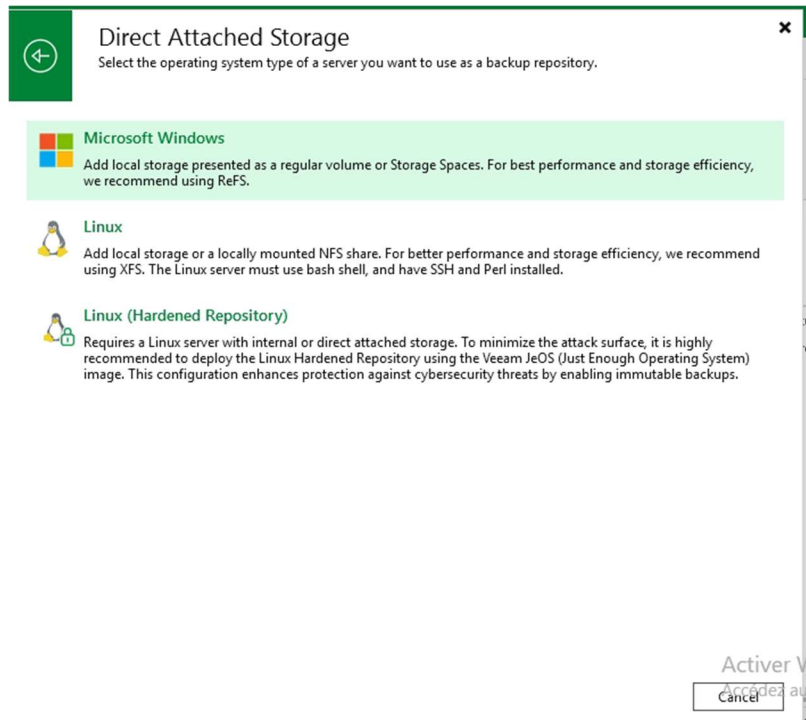 Direct Attached Storage
Select the operating system type of a server you want to use as a backup repository.
Microsoft Windows
Add local storage presented as a regular volume or Storage Spaces. For best performance and storage efficiency,
we recommend using ReFS.
Linux
Add local storage or a locally mounted NFS share. For better performance and storage efficiency, we recommend
using XFS. The Linux server must use bash shell, and have SSH and Perl installed.
Linux (Hardened Repository)
Requires a Linux server with internal or direct attached storage. To minimize the attack surface, it is highly
recommended to deploy the Linux Hardened Repository using the Veeam JeOS (Just Enough Operating System)
image. This configuration enhances protection against cybersecurity threats by enabling immutable backups.
Activer
Accédez au
Cancel